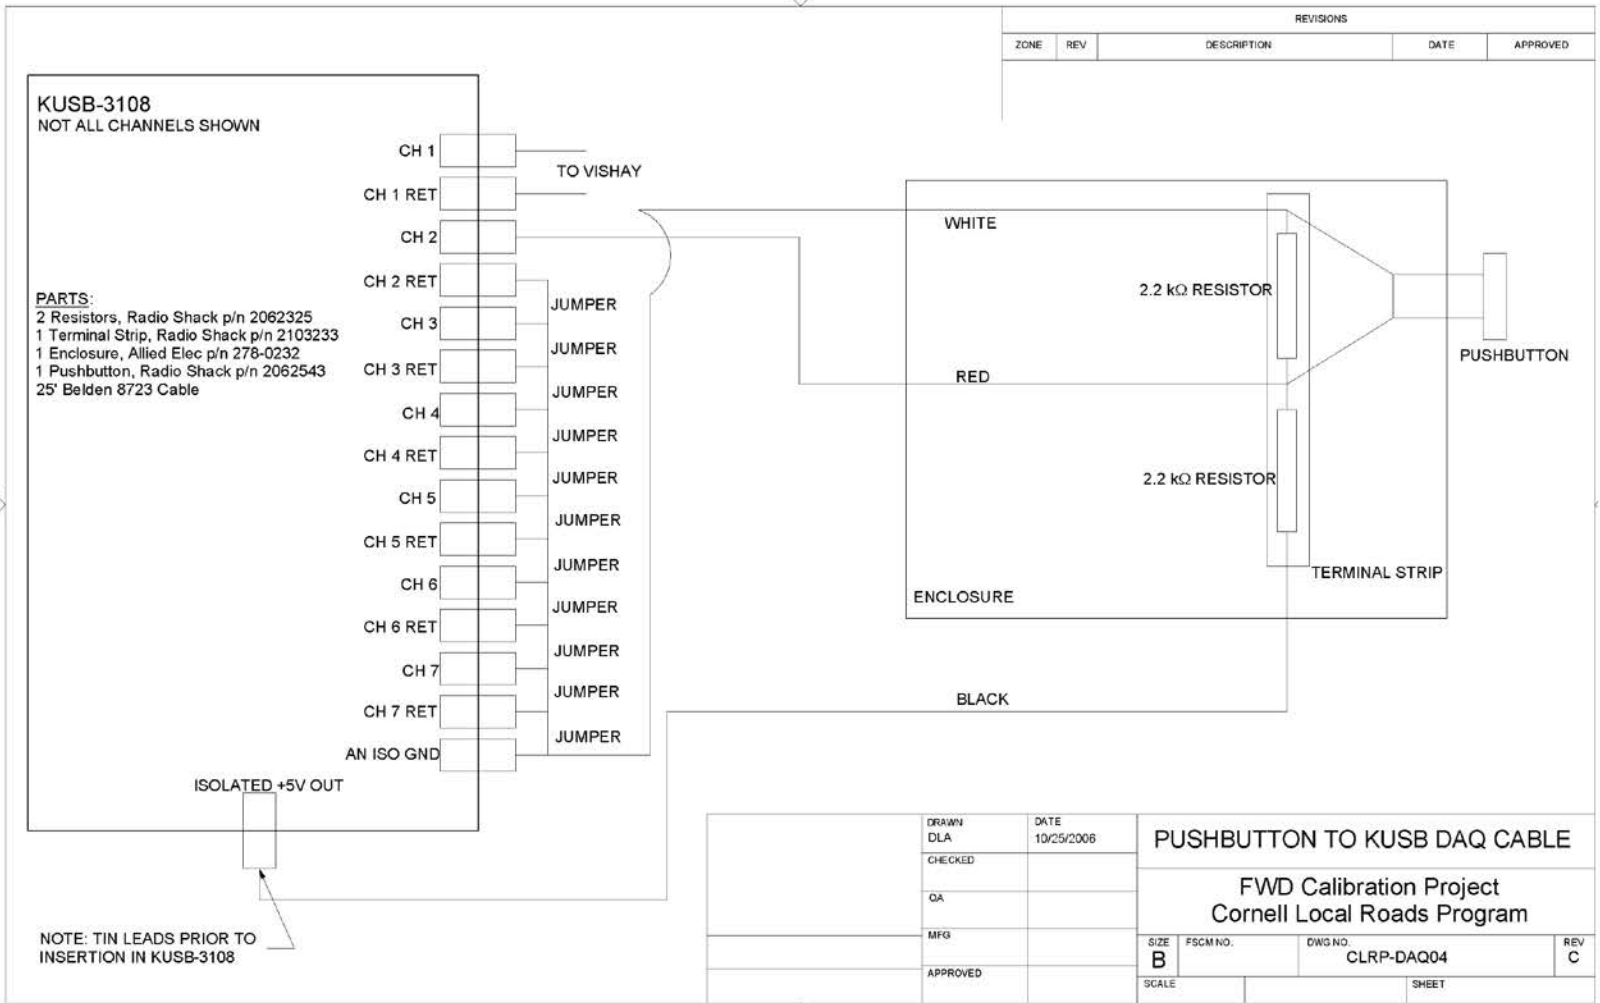 REVISIONS
ZONE REV DESCRIPTION DATE APPROVED
KUSB-3108
NOT ALL CHANNELS SHOWN
PARTS:
2 Resistors, Radio Shack p/n 2062325
1 Terminal Strip, Radio Shack p/n 2103233
1 Enclosure, Allied Elec p/n 278-0232
1 Pushbutton, Radio Shack p/n 2062543
25' Belden 8723 Cable
CH 1
CH 1 RET
CH 2
CH 2 RET
CH 3
CH 3 RET
CH 4
CH 4 RET
CH 5
CH 5 RET
CH 6
CH 6 RET
CH 7
CH 7 RET
AN ISO GND
ISOLATED +5V OUT
NOTE: TIN LEADS PRIOR TO
INSERTION IN KUSB-3108
TO VISHAY
JUMPER
JUMPER
JUMPER
JUMPER
JUMPER
JUMPER
JUMPER
JUMPER
JUMPER
JUMPER
JUMPER
WHITE
2.2 kΩ RESISTOR
PUSHBUTTON
RED
2.2 kΩ RESISTOR
TERMINAL STRIP
ENCLOSURE
BLACK
DRAWN
DLA
DATE
10/25/2006
CHECKED
QA
MFG
APPROVED
PUSHBUTTON TO KUSB DAQ CABLE
FWD Calibration Project
Cornell Local Roads Program
SIZE
B
FSCM NO.
DWG NO.
CLRP-DAQ04
REV
C
SCALE
SHEET